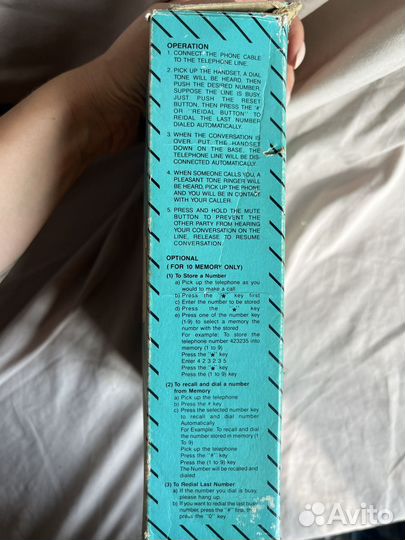 OPERATION
1. CONNECT THE PHONE CABLE
TO THE TELEPHONE LINE.
2. PICK UP THE HANDSET, A DIAL
TONE WILL BE HEARD, THEN
PUSH THE DESIRED NUMBER,
SUPPOSE THE LINE IS BUSY,
JUST PUSH THE RESET
BUTTON, THEN PRESS THE '#'
OR "REIDAL BUTTON" TO
REIDAL THE LAST NUMBER
DIALED AUTOMATICALLY.
3. WHEN THE CONVERSATION IS
OVER, PUT THE HANDSET
DOWN ON THE BASE, THE
TELEPHONE LINE WILL BE DIS-
CONNECTED AUTOMATICALLY.
4. WHEN SOMEONE CALLS YOU, A
PLEASANT TONE RINGER WILL
BE HEARD, PICK UP THE PHONE
AND YOU WILL BE IN CONTACT
WITH YOUR CALLER.
5. PRESS AND HOLD THE MUTE
BUTTON TO PREVENT THE
OTHER PARTY FROM HEARING
YOUR CONVERSATION ON THE
LINE, RELEASE TO RESUME
CONVERSATION.
OPTIONAL
(FOR 10 MEMORY ONLY)
(1) To Store a Number
a) Pick up the telephone as you
would to make a call
b) Press the "★" key first
c) Enter the number to be stored
d) Press the "★" key
e) Press one of the number key
(1-9) to select a memory the
numbr with the stored
For example: To store the
telephone number 423235 into
memory (1 to 9)
Press the "★" key
Enter 4 2 3 2 3 5
Press the "★" key
Press the (1 to 9) key
(2) To recall and dial a number
from Memory
a) Pick up the telephone
b) Press the # key
c) Press the selected number key
to recall and dial number
Automatically
For Example: To recall and dial
the number stored in memory (1
To 9)
Pick up the telephone
Press the "#" key
Press the (1 to 9) key
The Number will be recalled and
dialed
(3) To Redial Last Number
a) If the number you dial is busy,
please hang up.
b) If you want to redial the last busy
number, press the "#" first, then
press the "0" key
Avito